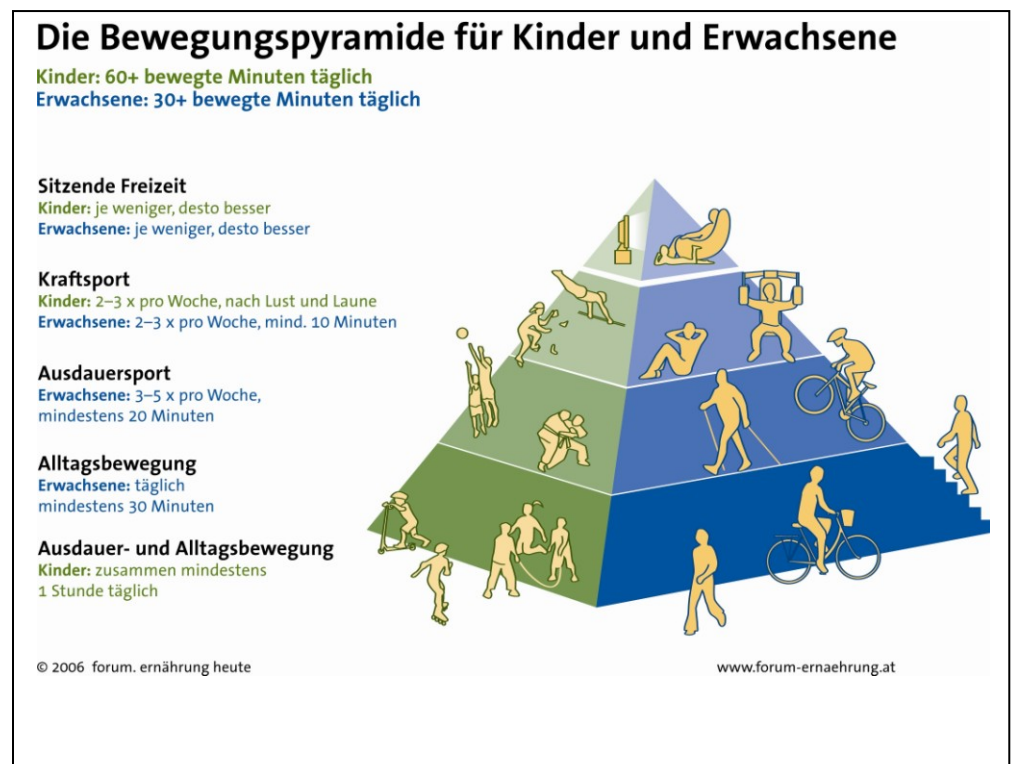 Die Bewegungspyramide für Kinder und Erwachsene
Kinder: 60+ bewegte Minuten täglich
Erwachsene: 30+ bewegte Minuten täglich
Sitzende Freizeit
Kinder: je weniger, desto besser
Erwachsene: je weniger, desto besser
Kraftsport
Kinder: 2–3 x pro Woche, nach Lust und Laune
Erwachsene: 2–3 x pro Woche, mind. 10 Minuten
Ausdauersport
Erwachsene: 3–5 x pro Woche,
mindestens 20 Minuten
Alltagsbewegung
Erwachsene: täglich
mindestens 30 Minuten
Ausdauer- und Alltagsbewegung
Kinder: zusammen mindestens
1 Stunde täglich
© 2006 forum. ernährung heute
www.forum-ernaehrung.at